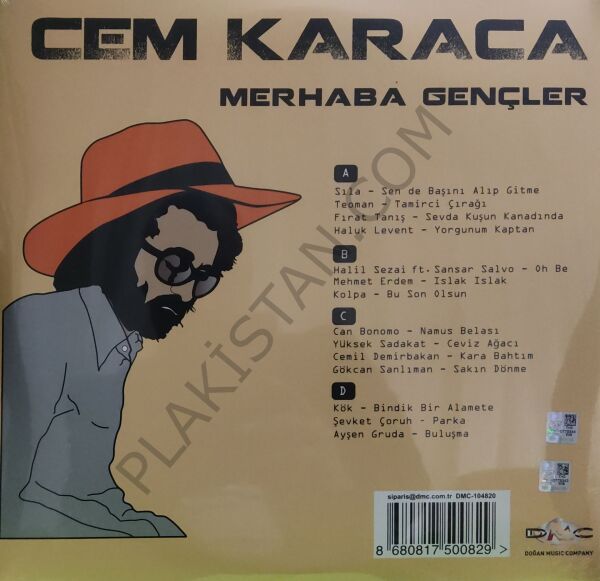 CEM KARACA
MERHABA GENÇLER
PLAKİSTAN.COM
A
Sıla - Sen de Başını Alıp Gitme
Teoman - Tamirci Çırağı
Fırat Tanış - Sevda Kuşun Kanadında
Haluk Levent - Yorgunum Kaptan
B
Halil Sezai ft. Sansar Salvo - Oh Be
Mehmet Erdem - Islak Islak
Kolpa - Bu Son Olsun
C
Can Bonomo - Namus Belası
Yüksek Sadakat - Ceviz Ağacı
Cemil Demirbakan - Kara Bahtım
Gökcan Sanlıman - Sakın Dönme
D
Kök - Bindik Bir Alamete
Şevket Çoruh - Parka
Ayşen Gruda - Buluşma
siparis@dmc.com.tr DMC-104820
8 680817 500829 >
DMC
DOĞAN MUSIC COMPANY